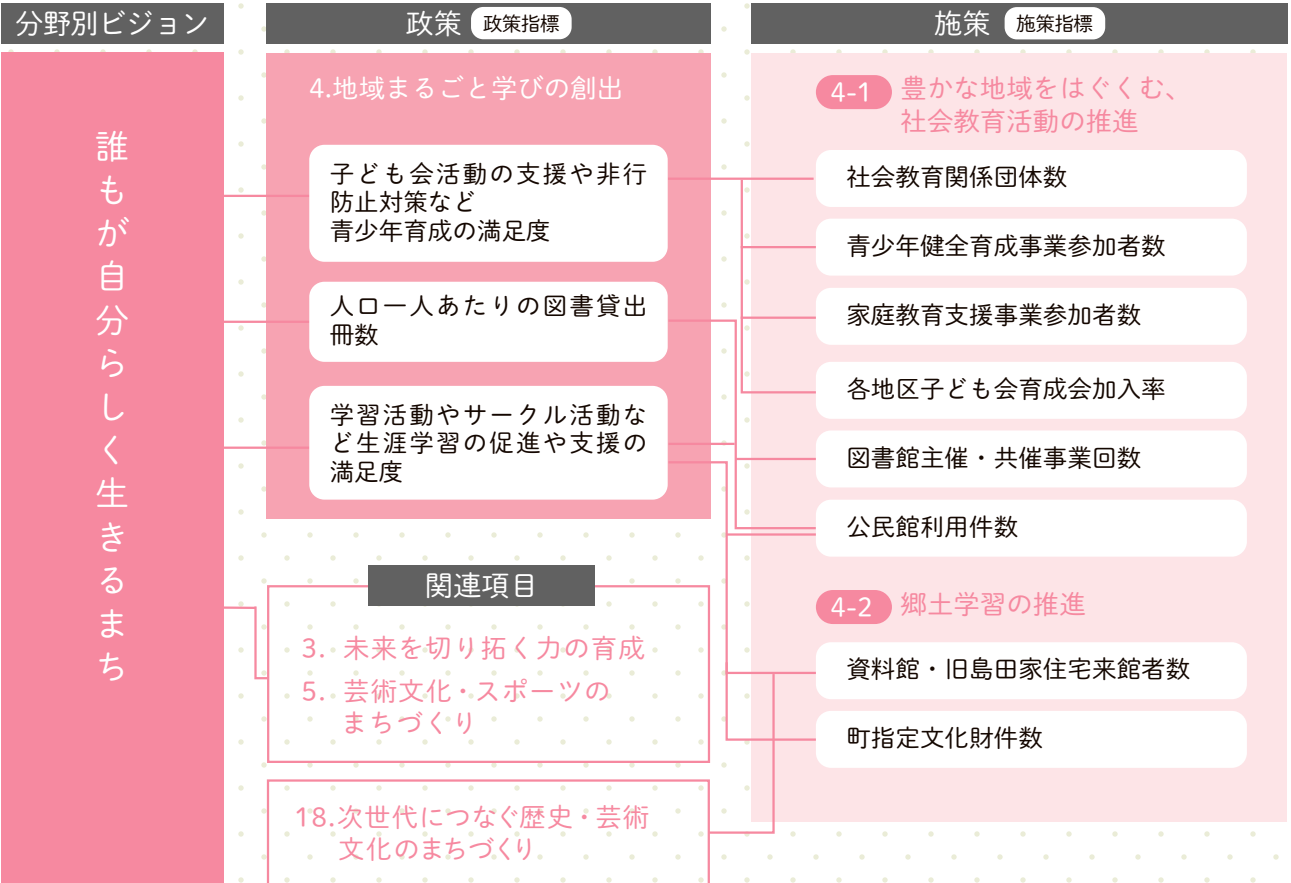 分野別ビジョン
誰もが自分らしく生きるまち
政策 政策指標
4.地域まるごと学びの創出
子ども会活動の支援や非行
防止対策など
青少年育成の満足度
人口一人あたりの図書貸出
冊数
学習活動やサークル活動な
ど生涯学習の促進や支援の
満足度
関連項目
3. 未来を切り拓く力の育成
5. 芸術文化・スポーツの
まちづくり
18.次世代につなぐ歴史・芸術
文化のまちづくり
施策 施策指標
4-1 豊かな地域をはぐくむ、
社会教育活動の推進
社会教育関係団体数
青少年健全育成事業参加者数
家庭教育支援事業参加者数
各地区子ども会育成会加入率
図書館主催・共催事業回数
公民館利用件数
4-2 郷土学習の推進
資料館・旧島田家住宅来館者数
町指定文化財件数